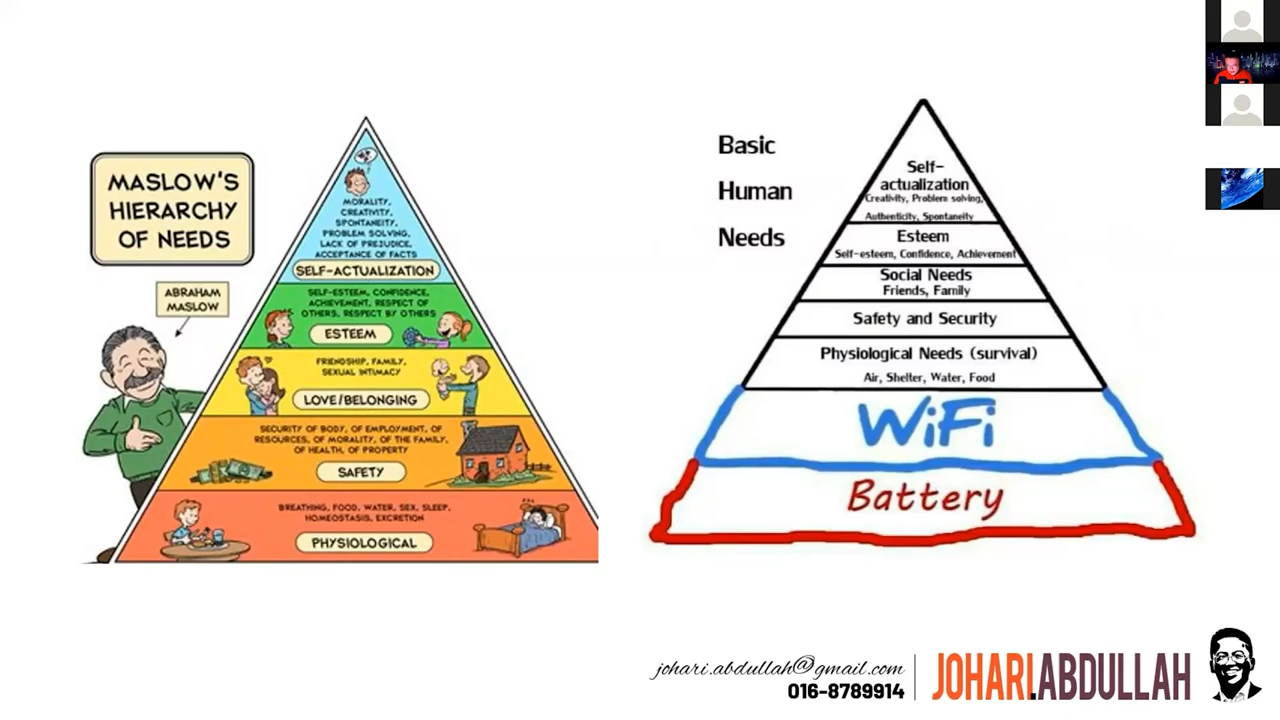 MASLOW'S
HIERARCHY
OF NEEDS
ABRAHAM
MASLOW
MORALITY,
CREATIVITY,
SPONTANEITY,
PROBLEM SOLVING,
LACK OF PREJUDICE,
ACCEPTANCE OF FACTS
SELF-ACTUALIZATION
SELF-ESTEEM, CONFIDENCE,
ACHIEVEMENT, RESPECT OF
OTHERS, RESPECT BY OTHERS
ESTEEM
FRIENDSHIP, FAMILY,
SEXUAL INTIMACY
LOVE/BELONGING
SECURITY OF BODY, OF EMPLOYMENT, OF
RESOURCES, OF MORALITY, OF THE FAMILY,
OF HEALTH, OF PROPERTY
SAFETY
BREATHING, FOOD, WATER, SEX, SLEEP,
HOMEOSTASIS, EXCRETION
PHYSIOLOGICAL
Basic
Human
Needs
Self-
actualization
Creativity, Problem solving,
Authenticity, Spontaneity
Esteem
Self-esteem, Confidence, Achievement
Social Needs
Friends, Family
Safety and Security
Physiological Needs (survival)
Air, Shelter, Water, Food
WiFi
Battery
johari.abdullah@gmail.com
016-8789914
JOHARI.ABDULLAH